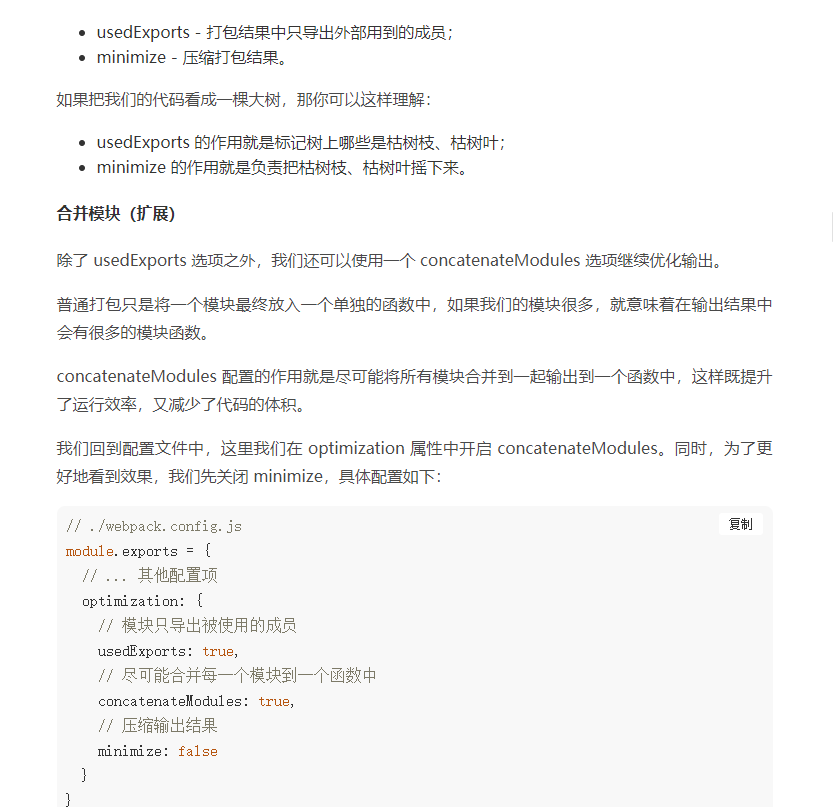 usedExports - 打包结果中只导出外部用到的成员；
minimize - 压缩打包结果。
如果把我们的代码看成一棵大树，那你可以这样理解：
usedExports 的作用就是标记树上哪些是枯树枝、枯树叶；
minimize 的作用就是负责把枯树枝、枯树叶摇下来。
合并模块（扩展）
除了 usedExports 选项之外，我们还可以使用一个 concatenateModules 选项继续优化输出。
普通打包只是将一个模块最终放入一个单独的函数中，如果我们的模块很多，就意味着在输出结果中
会有很多的模块函数。
concatenateModules 配置的作用就是尽可能将所有模块合并到一起输出到一个函数中，这样既提升
了运行效率，又减少了代码的体积。
我们回到配置文件中，这里我们在 optimization 属性中开启 concatenateModules。同时，为了更
好地看到效果，我们先关闭 minimize，具体配置如下：
复制
// ./webpack.config.js
module.exports = {
  // ... 其他配置项
  optimization: {
    // 模块只导出被使用的成员
    usedExports: true,
    // 尽可能合并每一个模块到一个函数中
    concatenateModules: true,
    // 压缩输出结果
    minimize: false
  }
}